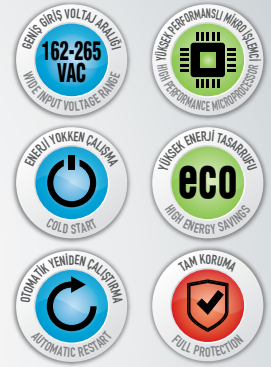 GENİŞ GİRİŞ VOLTAJ ARALIĞI
162-265
VAC
WIDE INPUT VOLTAGE RANGE
YÜKSEK PERFORMANSLI MİKRO İŞLEMCİ
HIGH PERFORMANCE MICROPROCESSOR
ENERJİ YOKKEN ÇALIŞMA
COLD START
YÜKSEK ENERJİ TASARRUFU
eco
HIGH ENERGY SAVINGS
OTOMATİK YENİDEN ÇALIŞTIRMA
AUTOMATIC RESTART
TAM KORUMA
FULL PROTECTION